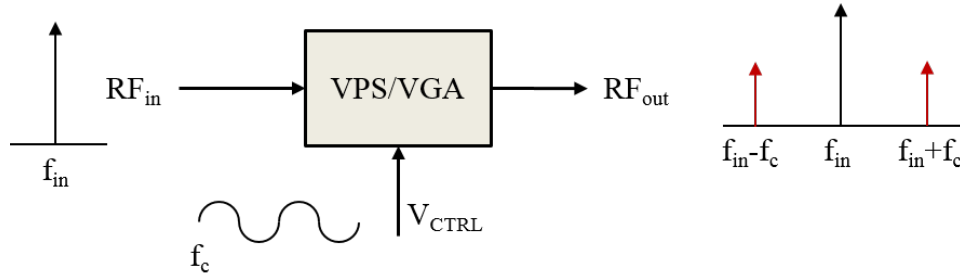 RFin VPS/VGA RFout
fin
VCTRL
fc
fin-fc fin fin+fc